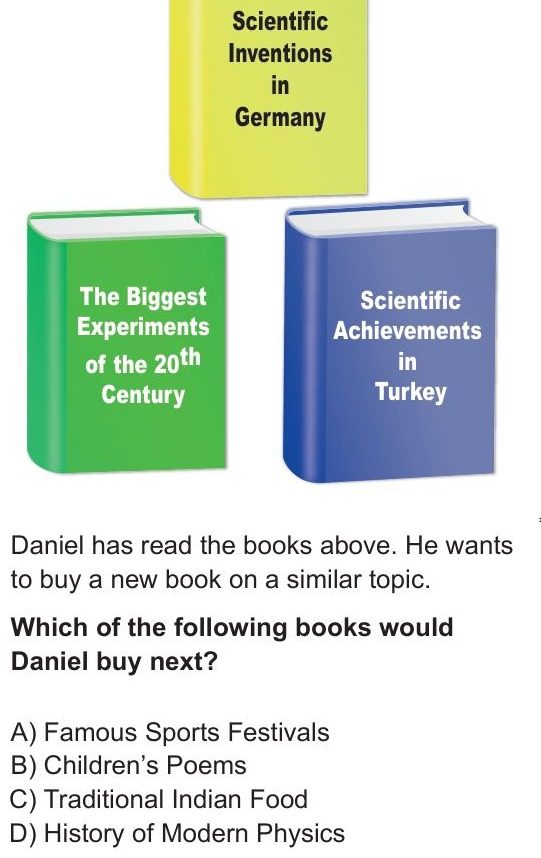 Scientific
Inventions
in
Germany
The Biggest
Experiments
of the 20th
Century
Scientific
Achievements
in
Turkey
Daniel has read the books above. He wants
to buy a new book on a similar topic.
Which of the following books would
Daniel buy next?
A) Famous Sports Festivals
B) Children’s Poems
C) Traditional Indian Food
D) History of Modern Physics